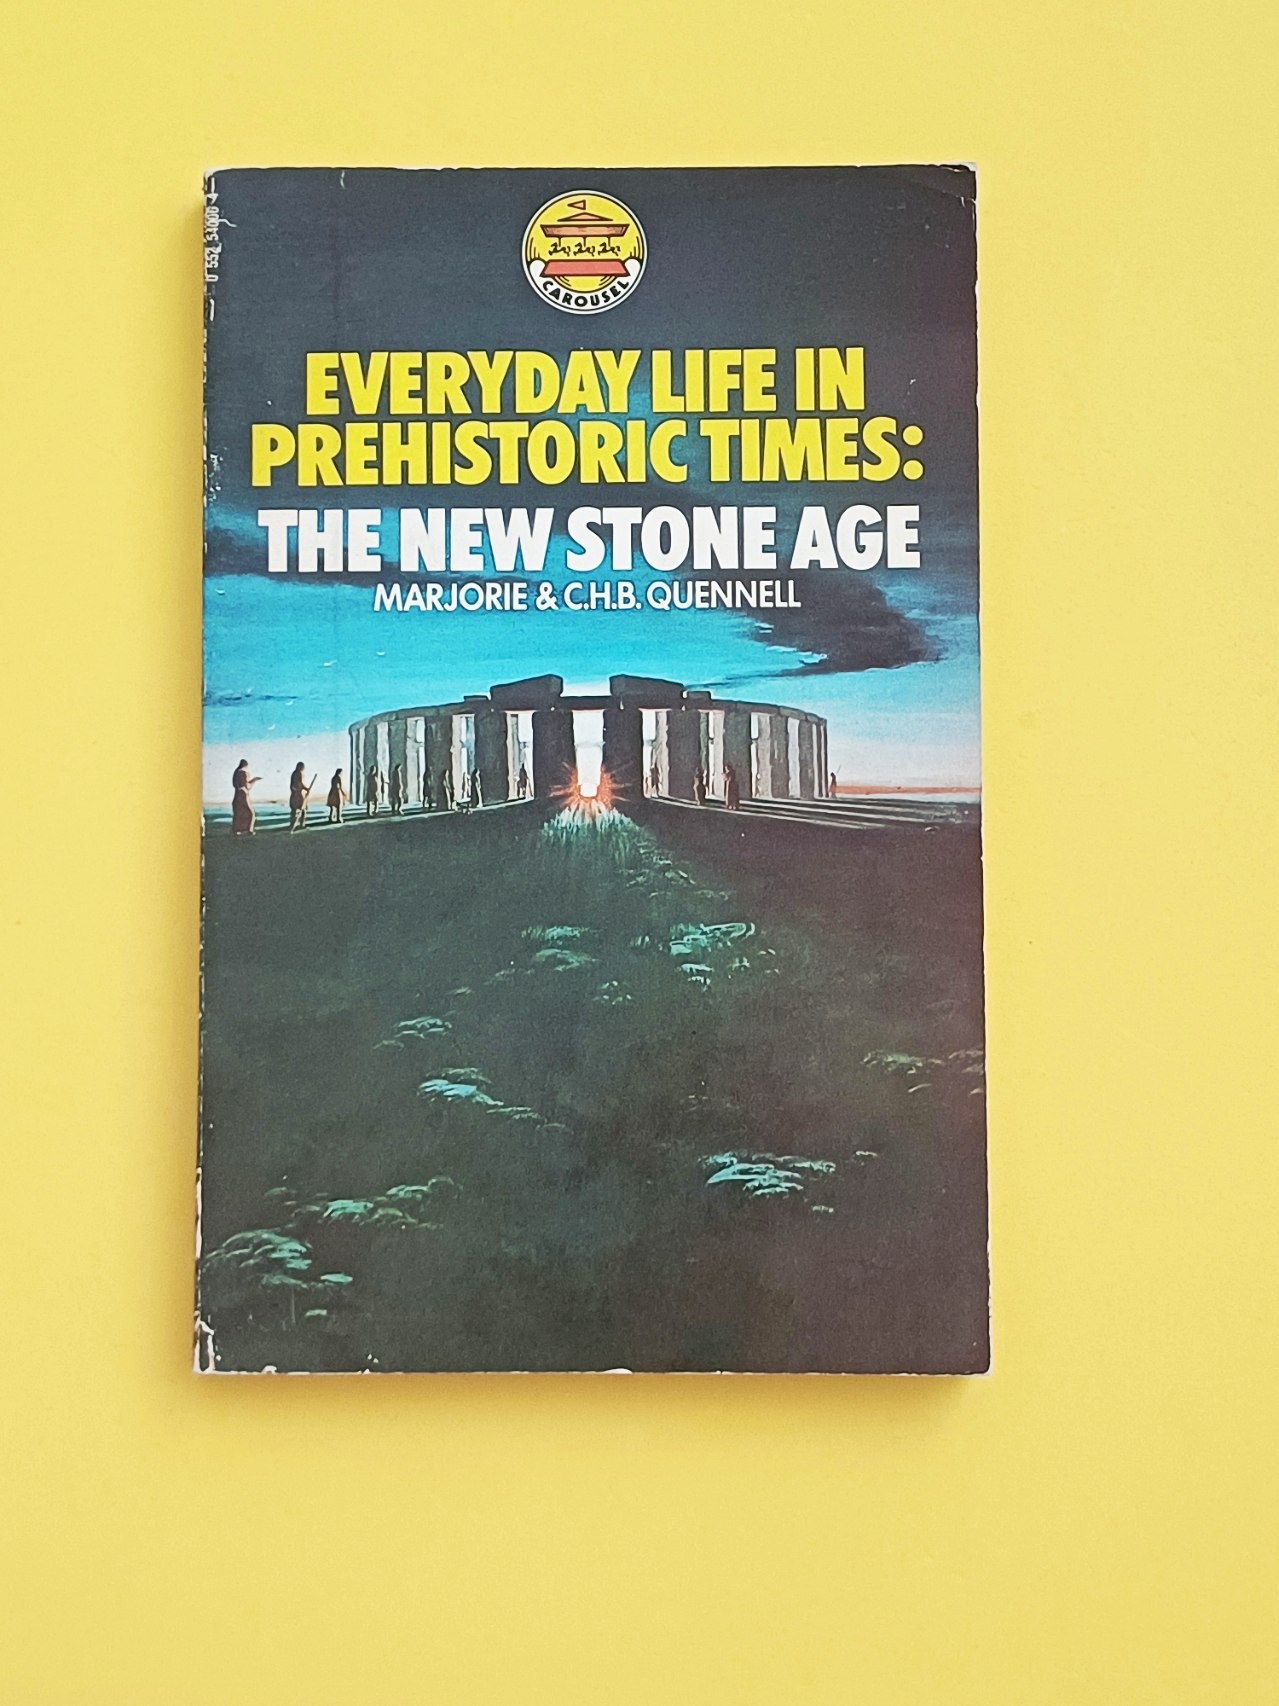 CAROUSEL
EVERYDAY LIFE IN
PREHISTORIC TIMES:
THE NEW STONE AGE
MARJORIE & C.H.B. QUENNELL